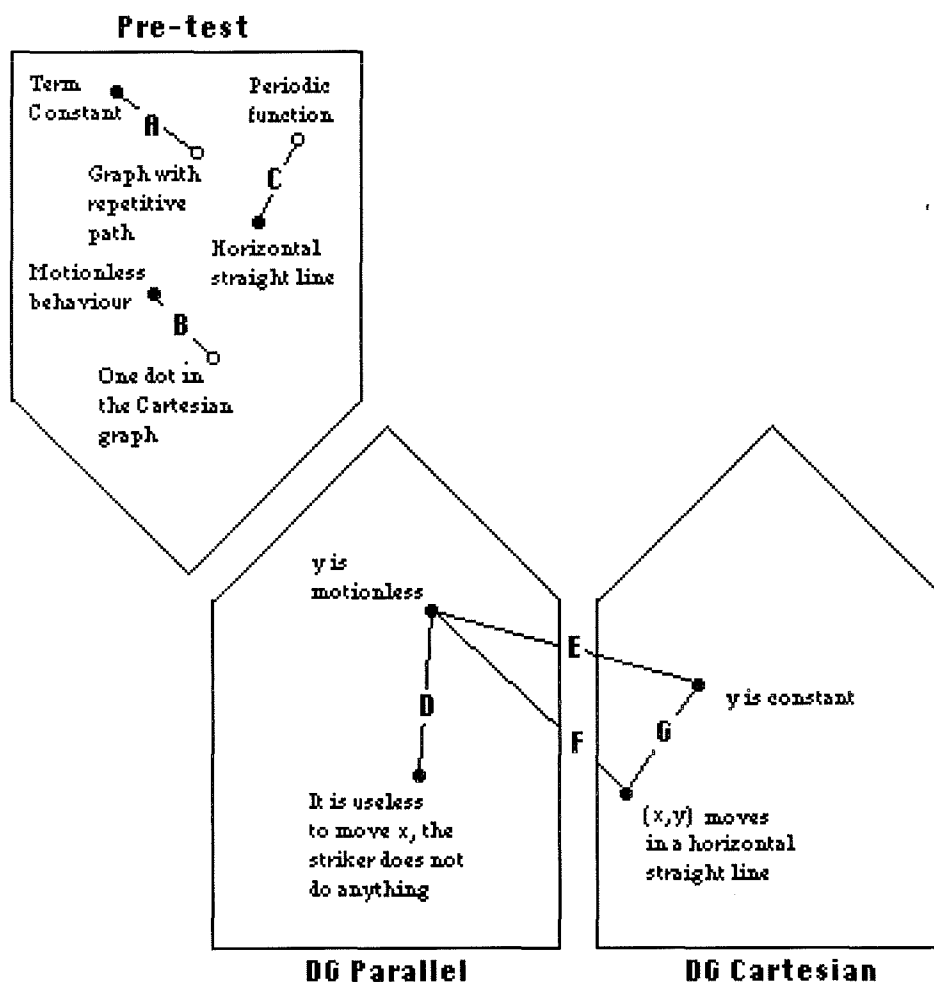 Pre-test
Term
Constant
A
Graph with
repetitive
path
Periodic
function
C
Horizontal
straight line
Motionless
behaviour
B
One dot in
the Cartesian
graph
y is
motionless
D
It is useless
to move x, the
striker does not
do anything
E
F
y is constant
G
(x,y) moves
in a horizontal
straight line
DG Parallel
DG Cartesian